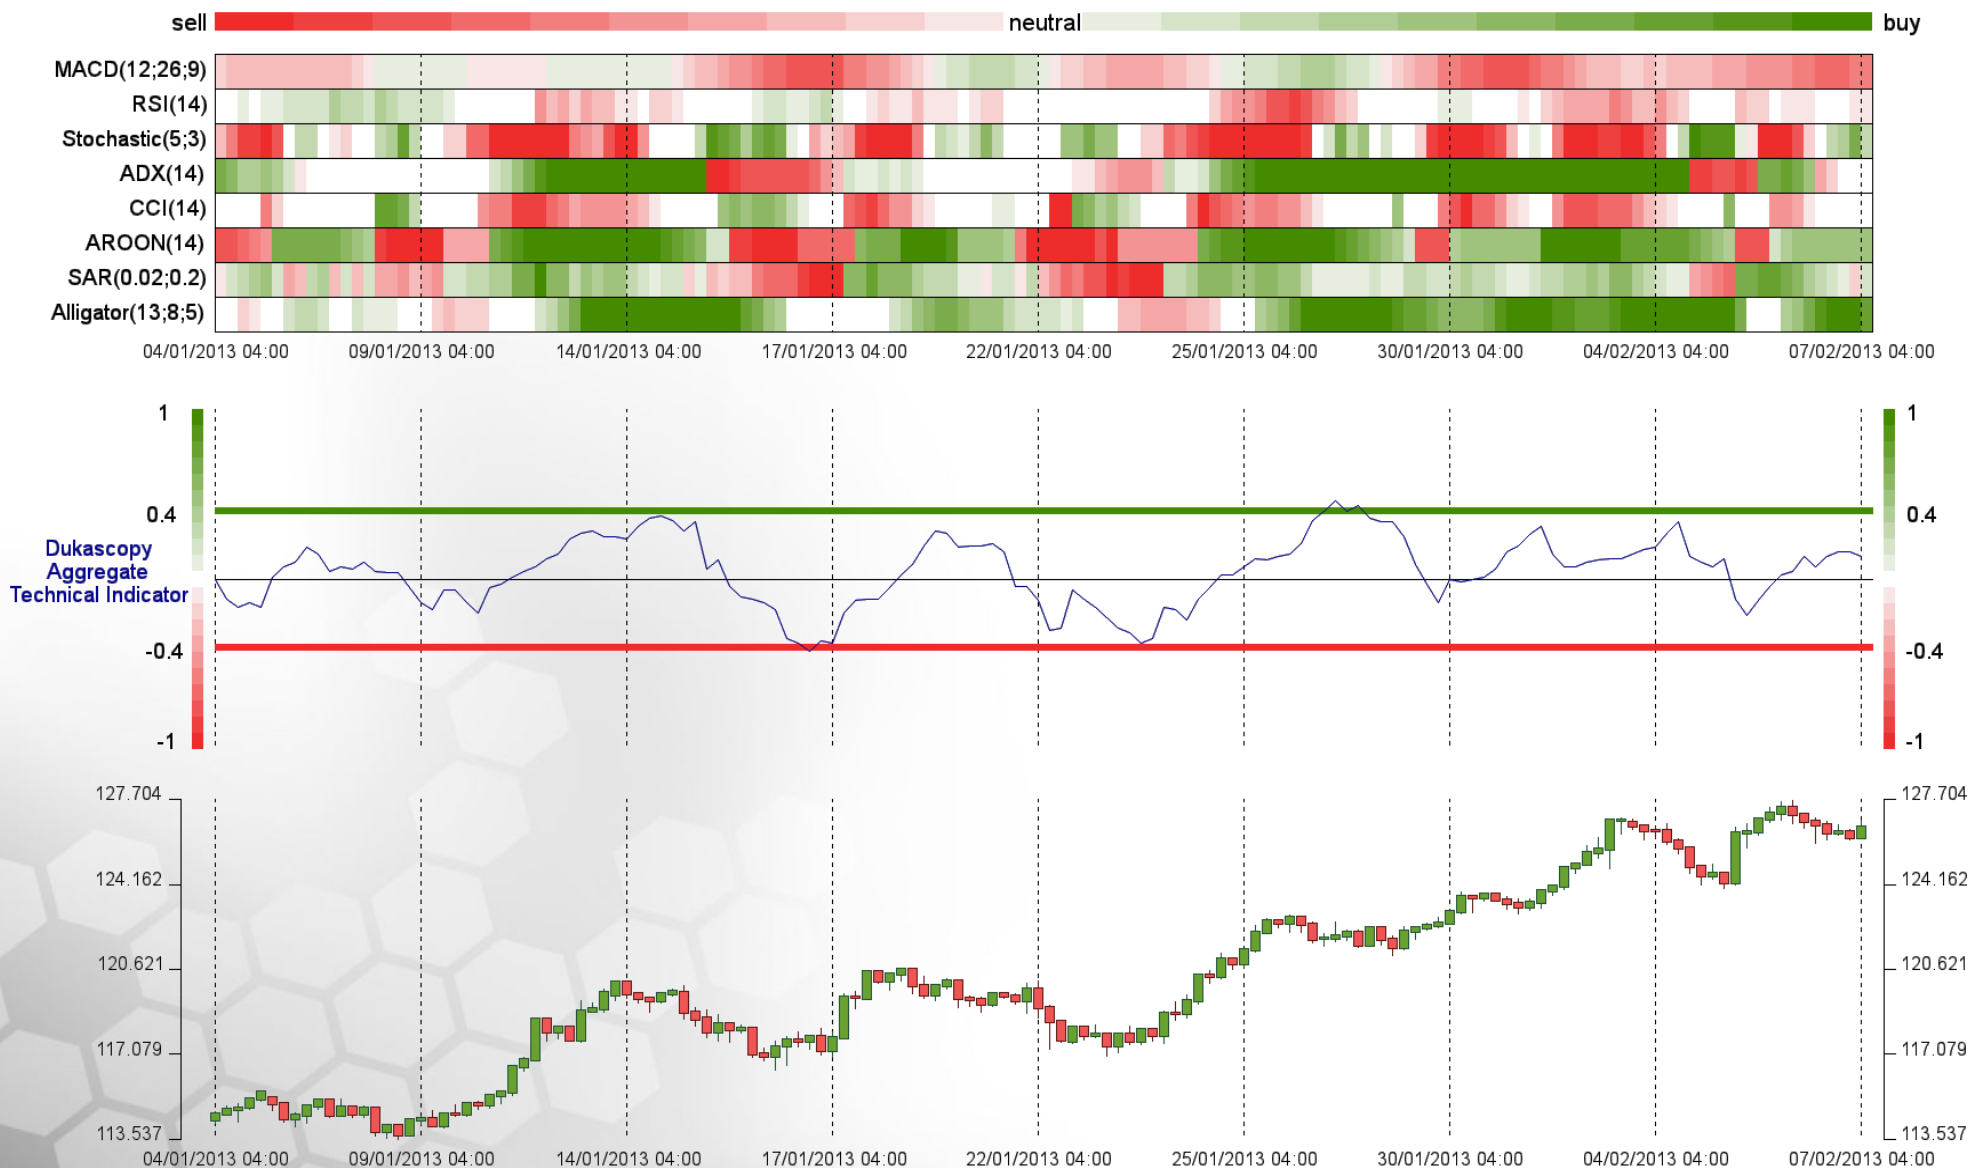 sell neutral buy
MACD(12;26;9)
RSI(14)
Stochastic(5;3)
ADX(14)
CCI(14)
AROON(14)
SAR(0.02;0.2)
Alligator(13;8;5)
04/01/2013 04:00 09/01/2013 04:00 14/01/2013 04:00 17/01/2013 04:00 22/01/2013 04:00 25/01/2013 04:00 30/01/2013 04:00 04/02/2013 04:00 07/02/2013 04:00
1 1
0.4 0.4
Dukascopy
Aggregate
Technical Indicator
-0.4 -0.4
-1 -1
127.704 127.704
124.162 124.162
120.621 120.621
117.079 117.079
113.537 113.537
04/01/2013 04:00 09/01/2013 04:00 14/01/2013 04:00 17/01/2013 04:00 22/01/2013 04:00 25/01/2013 04:00 30/01/2013 04:00 04/02/2013 04:00 07/02/2013 04:00